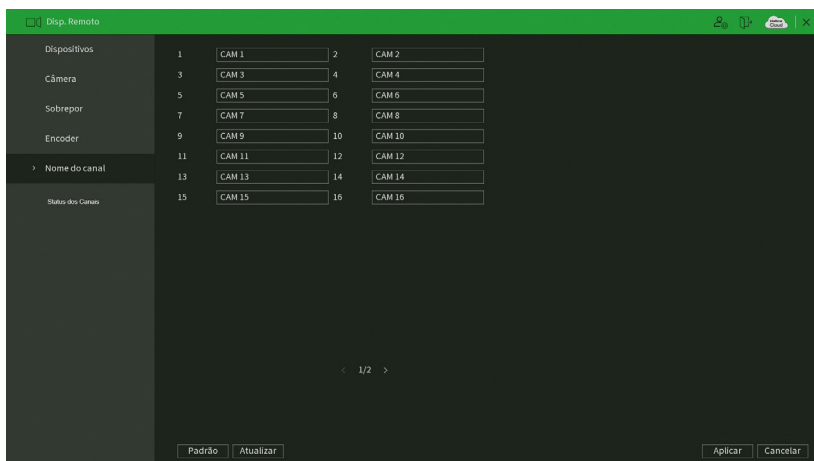 Disp. Remoto
Dispositivos
Câmera
Sobrepor
Encoder
> Nome do canal
Status dos Canais
1 CAM 1 2 CAM 2
3 CAM 3 4 CAM 4
5 CAM 5 6 CAM 6
7 CAM 7 8 CAM 8
9 CAM 9 10 CAM 10
11 CAM 11 12 CAM 12
13 CAM 13 14 CAM 14
15 CAM 15 16 CAM 16
< 1/2 >
Padrão Atualizar Aplicar Cancelar